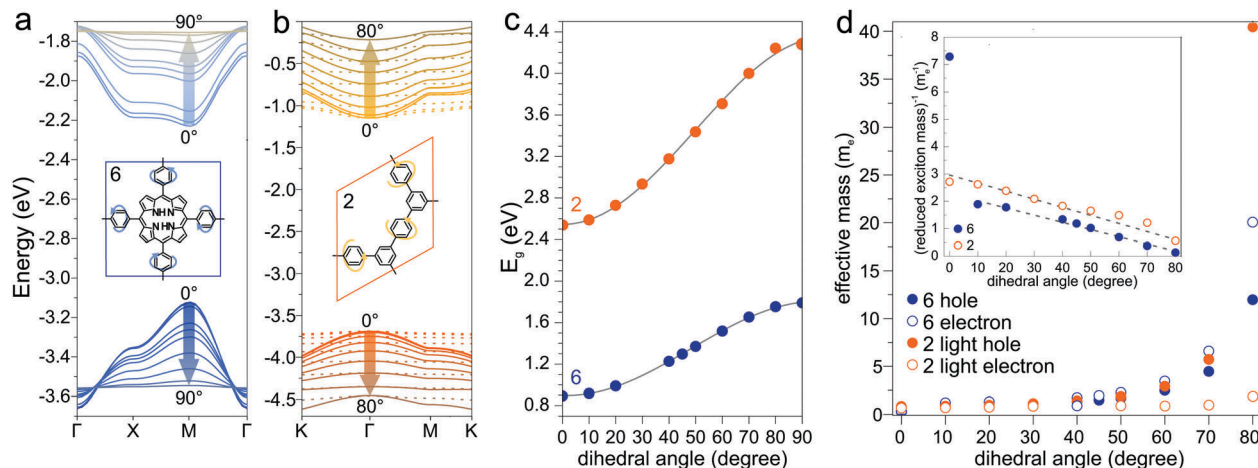 a
Energy (eV)
-1.8
-2.0
-2.2
-2.4
-2.6
-2.8
-3.0
-3.2
-3.4
-3.6
90°
0°
6
NH N
N HN
0°
90°
Γ X M Γ
b
-0.5
-1.0
-1.5
-2.0
-2.5
-3.0
-3.5
-4.0
-4.5
80°
0°
2
0°
80°
K Γ M K
c
E_g (eV)
4.4
4.0
3.6
3.2
2.8
2.4
2.0
1.6
1.2
0.8
2
6
0 10 20 30 40 50 60 70 80 90
dihedral angle (degree)
d
effective mass (m_e)
40
35
30
25
20
15
10
5
0
(reduced exciton mass)⁻¹ (m_e⁻¹)
8
7
6
5
4
3
2
1
0
6
2
0 10 20 30 40 50 60 70 80
dihedral angle (degree)
6 hole
6 electron
2 light hole
2 light electron
0 10 20 30 40 50 60 70 80
dihedral angle (degree)